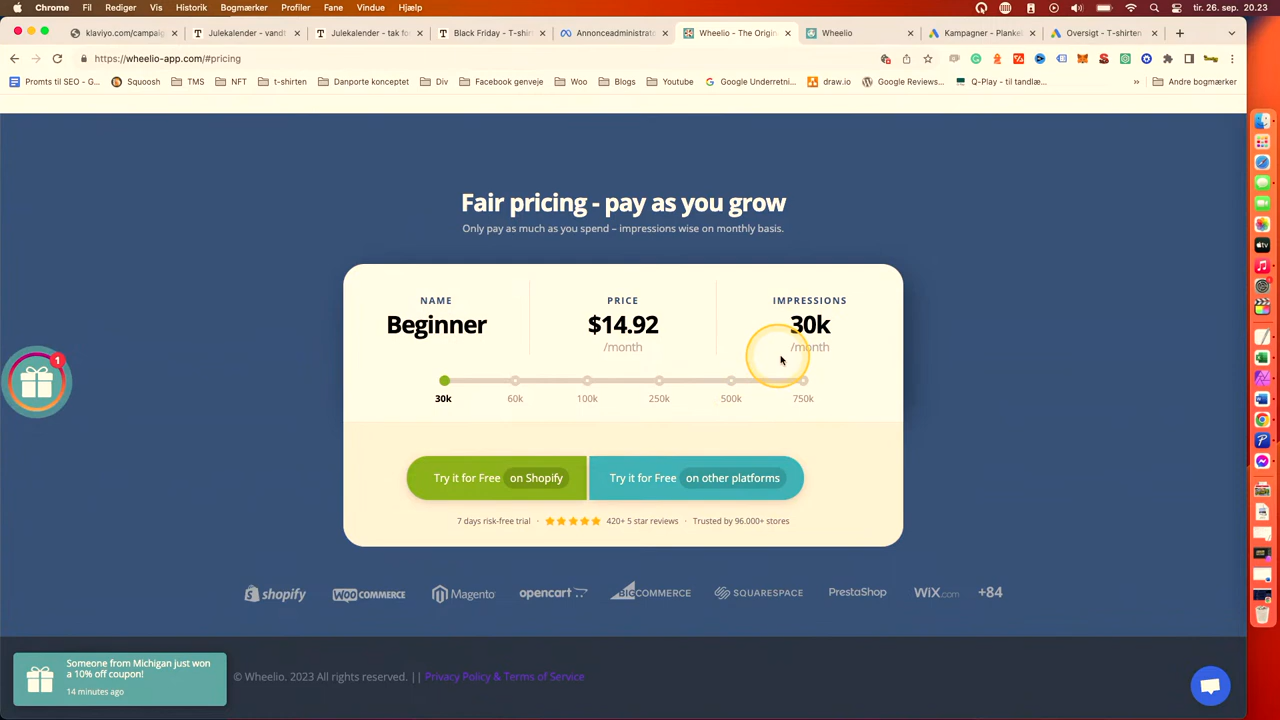 Chrome Fil Rediger Vis Historik Bogmærker Profiler Fane Vindue Hjælp tir. 26. sep. 20.23
klaviyo.com/campaig Julekalender - vandt Julekalender - tak fo Black Friday - T-shirt Annonceadministrato Wheelio - The Origin Wheelio Kampagner - Planke Oversigt - T-shirten
https://wheelio-app.com/#pricing
Promts til SEO - G... Squoosh TMS NFT t-shirten Danporte konceptet Div Facebook genveje Woo Blogs Youtube Google Underretni... draw.io Google Reviews... Q-Play - til tandlæ... » Andre bogmærker
Fair pricing - pay as you grow
Only pay as much as you spend – impressions wise on monthly basis.
NAME PRICE IMPRESSIONS
Beginner $14.92 30k
/month /month
30k 60k 100k 250k 500k 750k
1
Try it for Free on Shopify Try it for Free on other platforms
7 days risk-free trial · 420+ 5 star reviews · Trusted by 96.000+ stores
shopify WOO COMMERCE Magento opencart BIGCOMMERCE SQUARESPACE PrestaShop WiX.com +84
Someone from Michigan just won
a 10% off coupon!
14 minutes ago
© Wheelio. 2023 All rights reserved. || Privacy Policy & Terms of Service